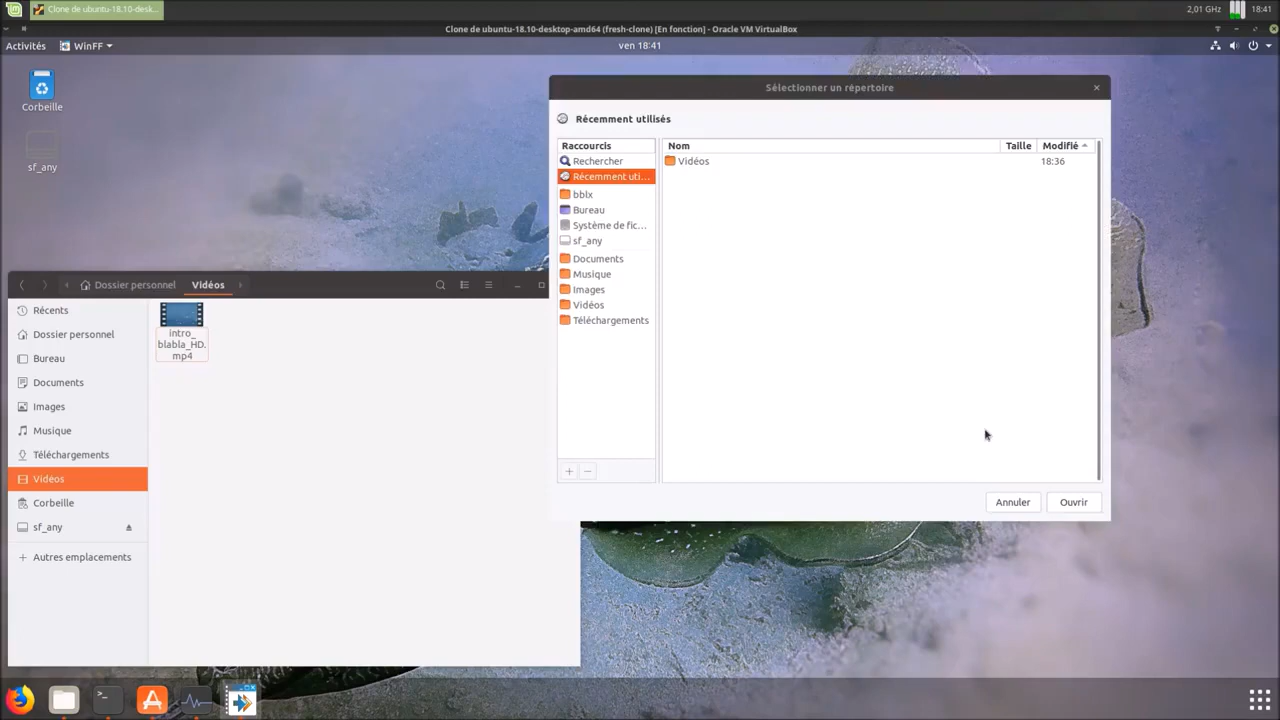 Clone de ubuntu-18.10-desk...
2,01 GHz
18:41
Clone de ubuntu-18.10-desktop-amd64 (fresh-clone) [En fonction] - Oracle VM VirtualBox
Activités
WinFF
ven 18:41
Corbeille
sf_any
Sélectionner un répertoire
Récemment utilisés
Raccourcis
Nom
Taille
Modifié
Rechercher
Vidéos
18:36
Récemment uti...
bblx
Bureau
Système de fic...
sf_any
Documents
Musique
Images
Vidéos
Téléchargements
Annuler
Ouvrir
Dossier personnel
Vidéos
Récents
Dossier personnel
Bureau
Documents
Images
Musique
Téléchargements
Vidéos
Corbeille
sf_any
Autres emplacements
intro_
blabla_HD.
mp4